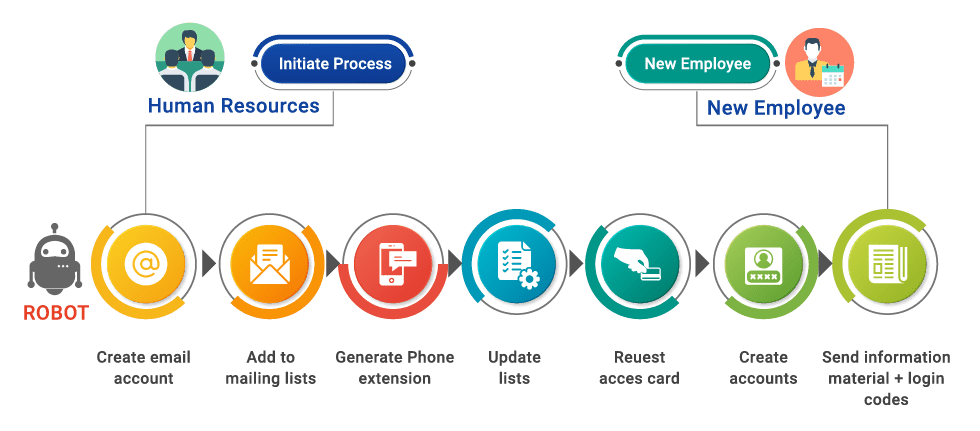 Initiate Process
Human Resources
New Employee
New Employee
ROBOT
Create email
account
Add to
mailing lists
Generate Phone
extension
Update
lists
Reuest
acces card
Create
accounts
Send information
material + login
codes